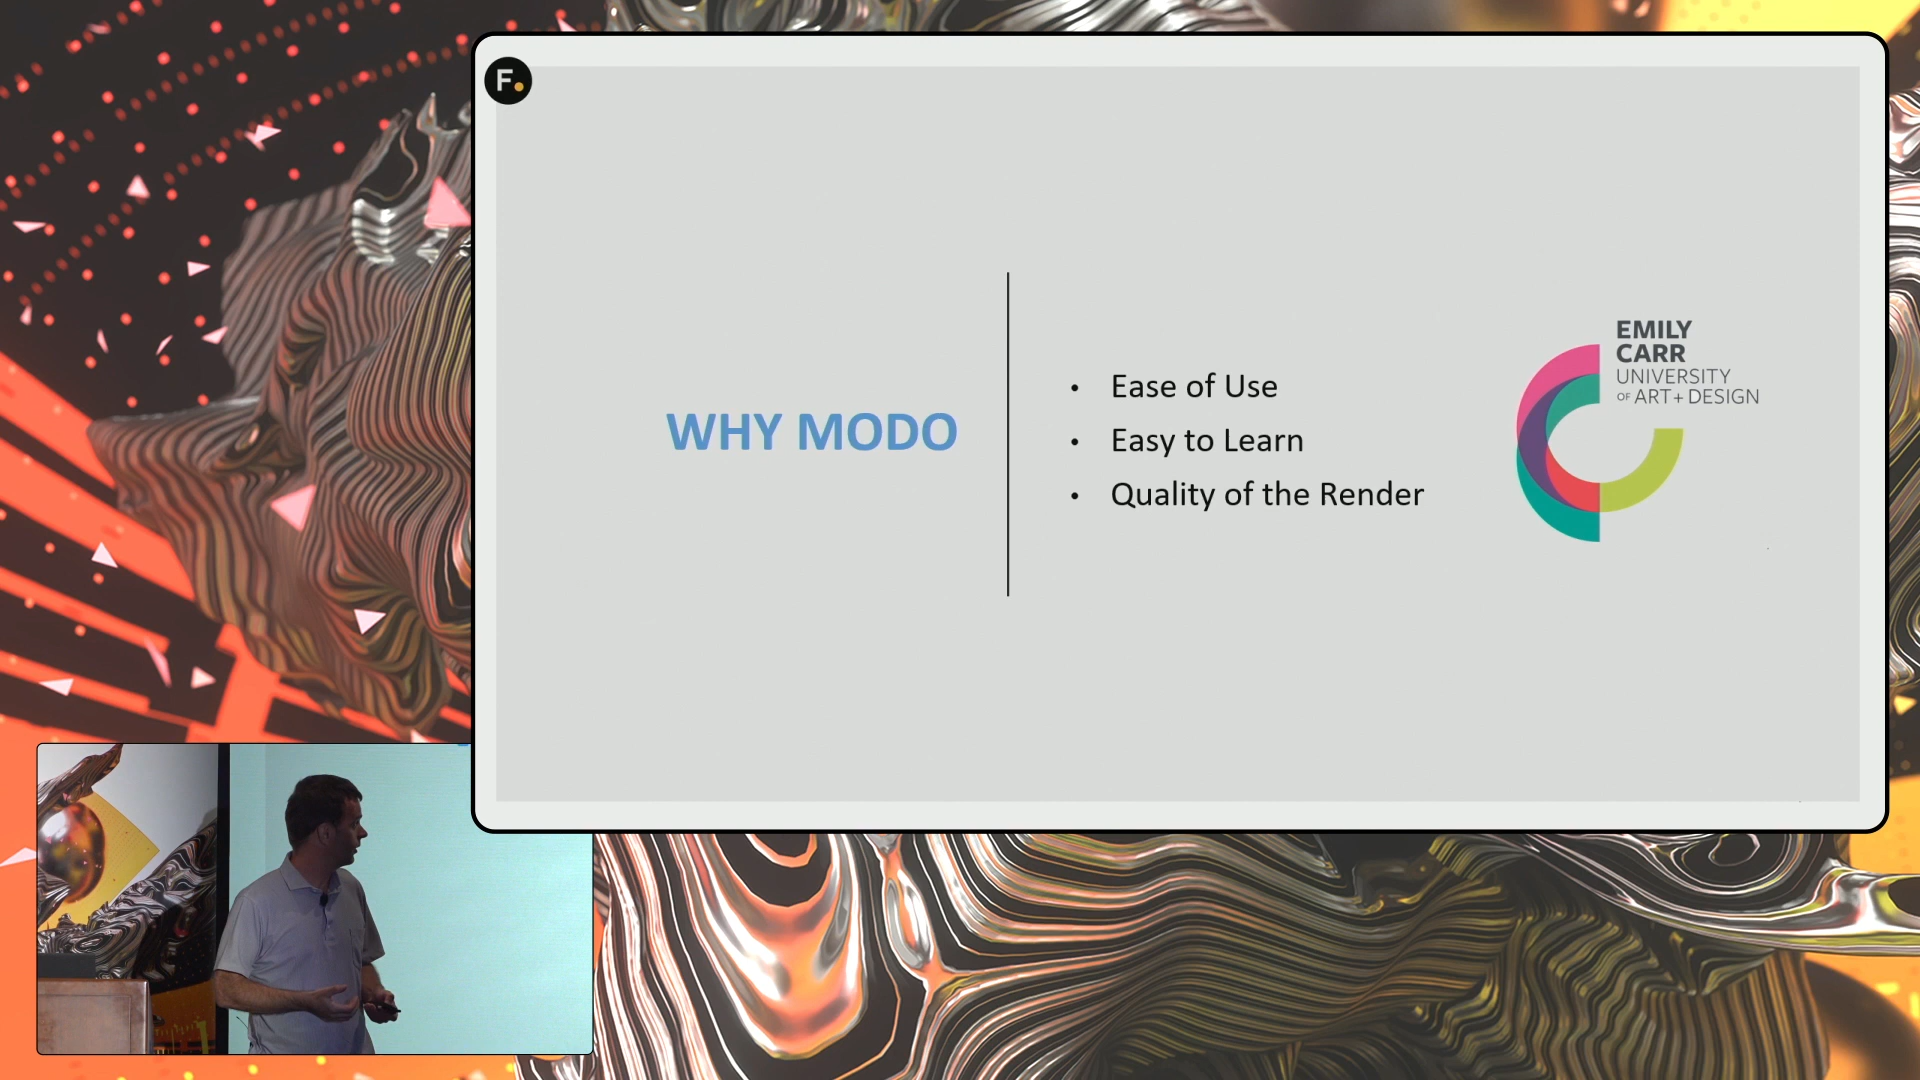 F.
WHY MODO
• Ease of Use
• Easy to Learn
• Quality of the Render
EMILY
CARR
UNIVERSITY
OF ART + DESIGN